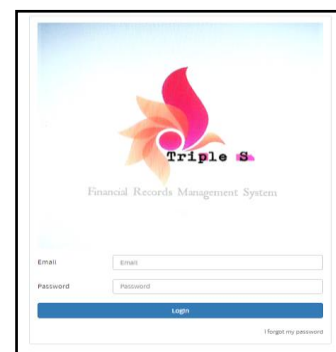 Triple S
Financial Records Management System
Email
Email
Password
Password
Login
I forgot my password